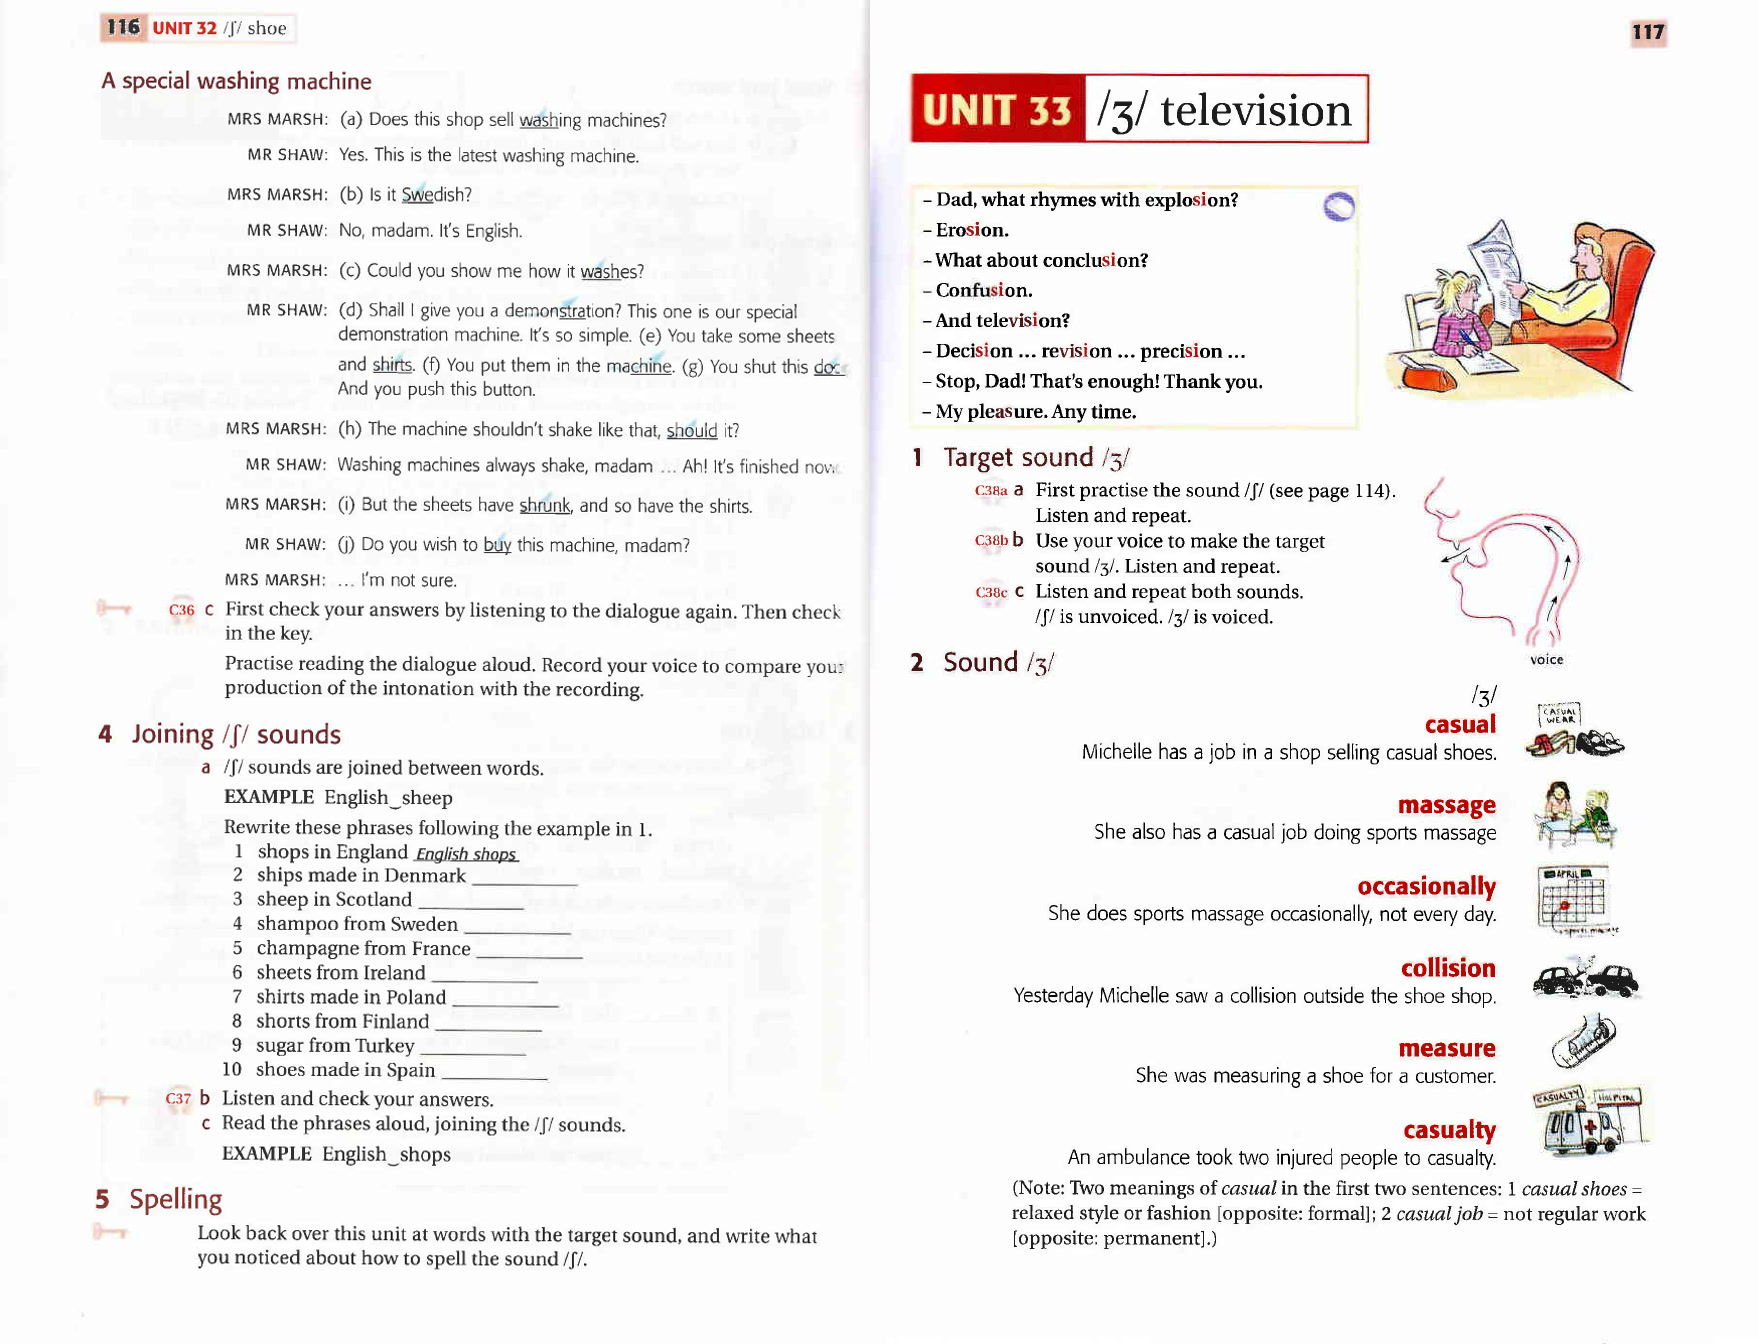 116 UNIT 32 /ʃ/ shoe
A special washing machine
MRS MARSH: (a) Does this shop sell washing machines?
MR SHAW: Yes. This is the latest washing machine.
MRS MARSH: (b) Is it Swedish?
MR SHAW: No, madam. It's English.
MRS MARSH: (c) Could you show me how it washes?
MR SHAW: (d) Shall I give you a demonstration? This one is our special
demonstration machine. It's so simple. (e) You take some sheets
and shirts. (f) You put them in the machine. (g) You shut this
And you push this button.
MRS MARSH: (h) The machine shouldn't shake like that, should it?
MR SHAW: Washing machines always shake, madam ... Ah! It's finished now.
MRS MARSH: (i) But the sheets have shrunk, and so have the shirts.
MR SHAW: (j) Do you wish to buy this machine, madam?
MRS MARSH: ... I'm not sure.
C36 c First check your answers by listening to the dialogue again. Then check
in the key.
Practise reading the dialogue aloud. Record your voice to compare your
production of the intonation with the recording.
4 Joining /ʃ/ sounds
a /ʃ/ sounds are joined between words.
EXAMPLE English‿sheep
Rewrite these phrases following the example in 1.
1 shops in England English shops
2 ships made in Denmark
3 sheep in Scotland
4 shampoo from Sweden
5 champagne from France
6 sheets from Ireland
7 shirts made in Poland
8 shorts from Finland
9 sugar from Turkey
10 shoes made in Spain
C37 b Listen and check your answers.
c Read the phrases aloud, joining the /ʃ/ sounds.
EXAMPLE English‿shops
5 Spelling
Look back over this unit at words with the target sound, and write what
you noticed about how to spell the sound /ʃ/.
117
UNIT 33 /ʒ/ television
– Dad, what rhymes with explosion?
– Erosion.
– What about conclusion?
– Confusion.
– And television?
– Decision ... revision ... precision ...
– Stop, Dad! That's enough! Thank you.
– My pleasure. Any time.
1 Target sound /ʒ/
C38a a First practise the sound /ʃ/ (see page 114).
Listen and repeat.
C38b b Use your voice to make the target
sound /ʒ/. Listen and repeat.
C38c c Listen and repeat both sounds.
/ʃ/ is unvoiced. /ʒ/ is voiced.
voice
2 Sound /ʒ/
/ʒ/
casual
CASUAL
WEAR
Michelle has a job in a shop selling casual shoes.
massage
She also has a casual job doing sports massage
occasionally
APRIL
She does sports massage occasionally, not every day.
collision
Yesterday Michelle saw a collision outside the shoe shop.
measure
She was measuring a shoe for a customer.
CASUALTY HOSPITAL
casualty
An ambulance took two injured people to casualty.
(Note: Two meanings of casual in the first two sentences: 1 casual shoes =
relaxed style or fashion [opposite: formal]; 2 casual job = not regular work
[opposite: permanent].)